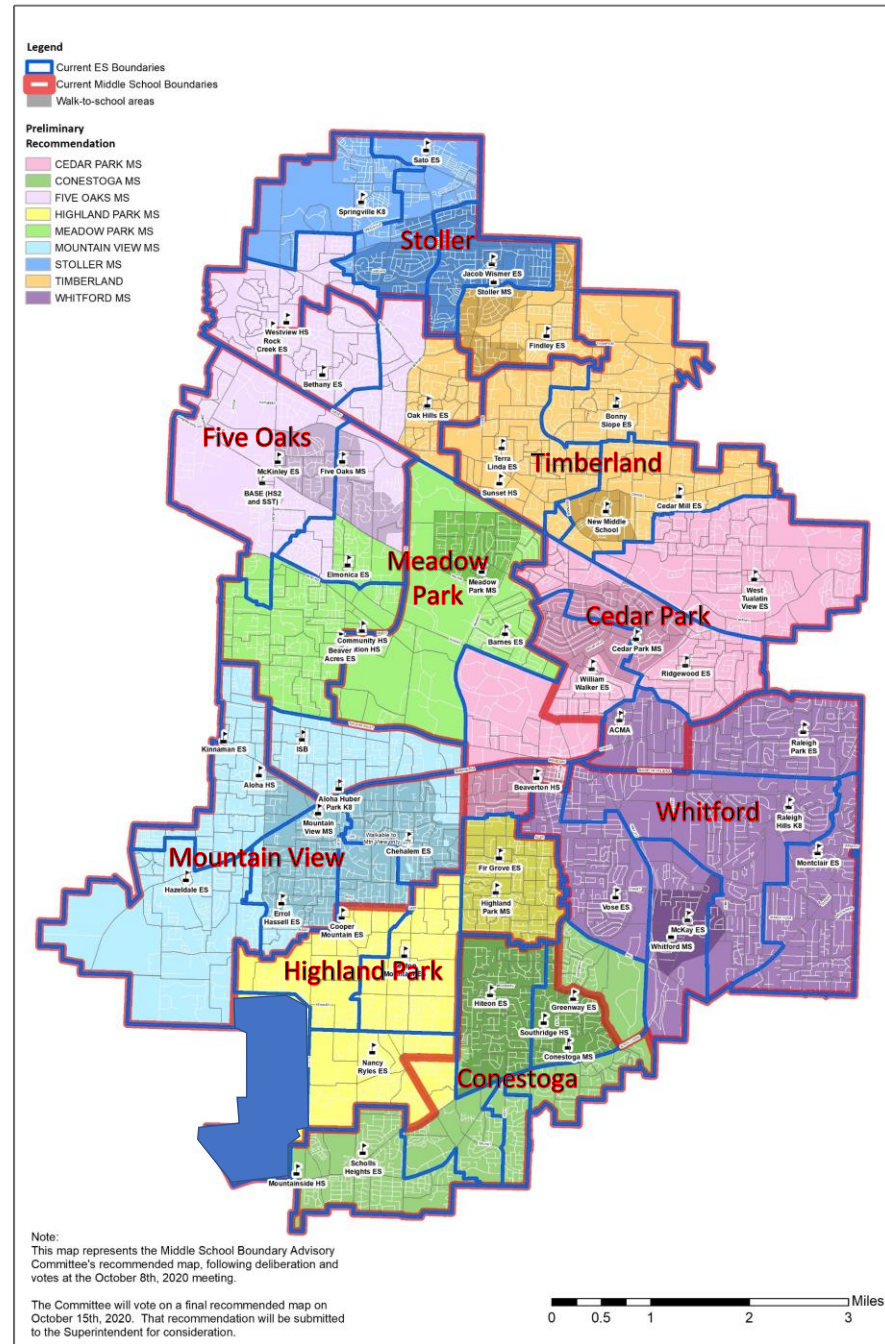 Legend
Current ES Boundaries
Current Middle School Boundaries
Walk-to-school areas
Preliminary
Recommendation
CEDAR PARK MS
CONESTOGA MS
FIVE OAKS MS
HIGHLAND PARK MS
MEADOW PARK MS
MOUNTAIN VIEW MS
STOLLER MS
TIMBERLAND
WHITFORD MS
Sato ES
Springville K8
Stoller
Jacob Wismer ES
Stoller MS
Westview HS
Rock
Creek ES
Findley ES
Bethany ES
Oak Hills ES
Bonny
Slope ES
Five Oaks
McKinley ES
Five Oaks MS
BASE (HS2
and SST)
Terra
Linda ES
Sunset HS
Timberland
Cedar Mill ES
New Middle
School
Elmonica ES
Meadow
Park
Meadow
Park MS
West
Tualatin
View ES
Cedar Park
Cedar Park MS
Barnes ES
Community HS
Beaver
Acres ES
William
Walker ES
Ridgewood ES
ACMA
Raleigh
Park ES
Kinnaman ES
ISB
Aloha HS
Beaverton HS
Aloha Huber
Park K8
Mountain
View MS
Whitford
Raleigh
Hills K8
Chehalem ES
Mountain View
Montclair ES
Fir Grove ES
Hazeldale ES
Highland
Park MS
Errol
Hassell ES
Cooper
Mountain ES
Vose ES
McKay ES
Whitford MS
Highland Park
Hiteon ES
Greenway ES
Southridge HS
Conestoga MS
Nancy
Ryles ES
Conestoga
Scholls
Heights ES
Mountainside HS
Note:
This map represents the Middle School Boundary Advisory
Committee's recommended map, following deliberation and
votes at the October 8th, 2020 meeting.
The Committee will vote on a final recommended map on
October 15th, 2020. That recommendation will be submitted
to the Superintendent for consideration.
Miles
0 0.5 1 2 3